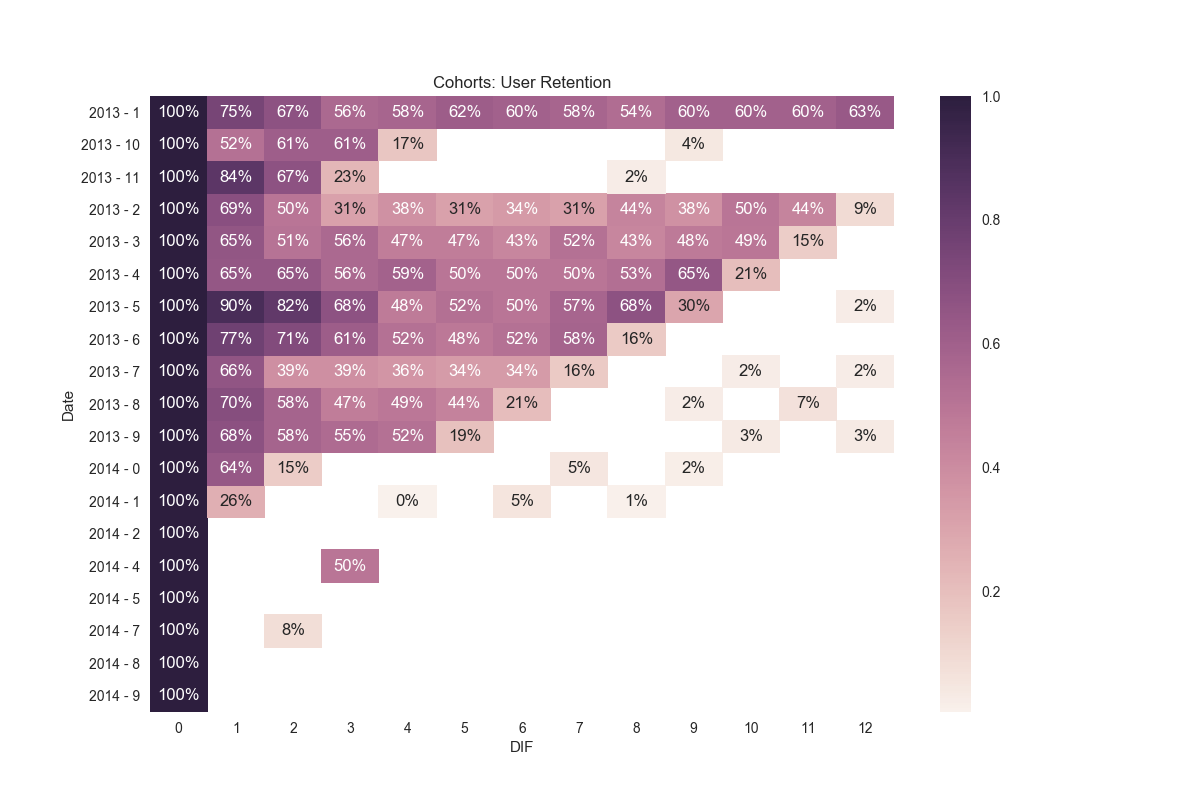 Cohorts: User Retention
2013 - 1 100% 75% 67% 56% 58% 62% 60% 58% 54% 60% 60% 60% 63% 1.0
2013 - 10 100% 52% 61% 61% 17% 4%
2013 - 11 100% 84% 67% 23% 2%
2013 - 2 100% 69% 50% 31% 38% 31% 34% 31% 44% 38% 50% 44% 9%
0.8
2013 - 3 100% 65% 51% 56% 47% 47% 43% 52% 43% 48% 49% 15%
2013 - 4 100% 65% 65% 56% 59% 50% 50% 50% 53% 65% 21%
2013 - 5 100% 90% 82% 68% 48% 52% 50% 57% 68% 30% 2%
2013 - 6 100% 77% 71% 61% 52% 48% 52% 58% 16%
0.6
2013 - 7 100% 66% 39% 39% 36% 34% 34% 16% 2% 2%
Date
2013 - 8 100% 70% 58% 47% 49% 44% 21% 2% 7%
2013 - 9 100% 68% 58% 55% 52% 19% 3% 3%
2014 - 0 100% 64% 15% 5% 2% 0.4
2014 - 1 100% 26% 0% 5% 1%
2014 - 2 100%
2014 - 4 100% 50%
2014 - 5 100%
0.2
2014 - 7 100% 8%
2014 - 8 100%
2014 - 9 100%
0 1 2 3 4 5 6 7 8 9 10 11 12
DIF